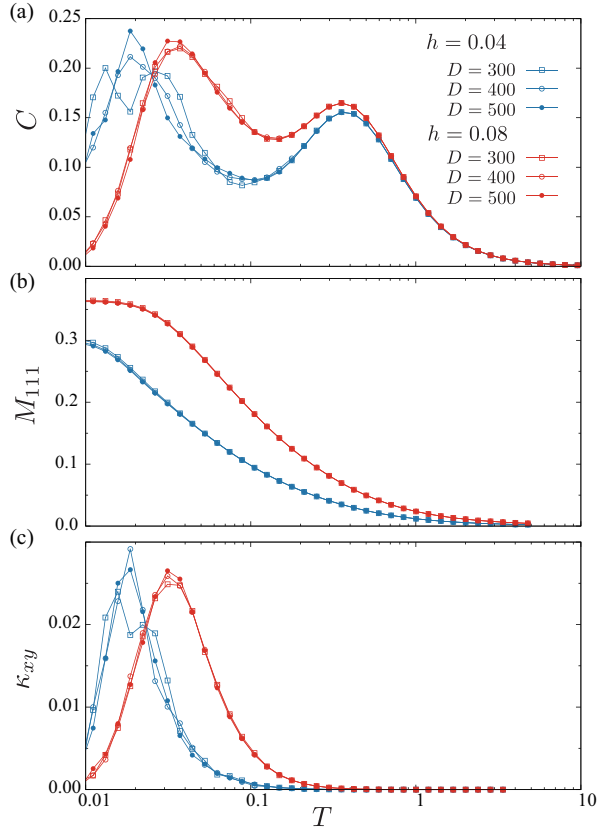 (a)
0.25
0.20
0.15
0.10
0.05
0.00
C
h = 0.04
D = 300
D = 400
D = 500
h = 0.08
D = 300
D = 400
D = 500
(b)
0.3
0.2
0.1
0.0
M₁₁₁
(c)
0.02
0.01
0.00
κₓᵧ
0.01
0.1
1
10
T